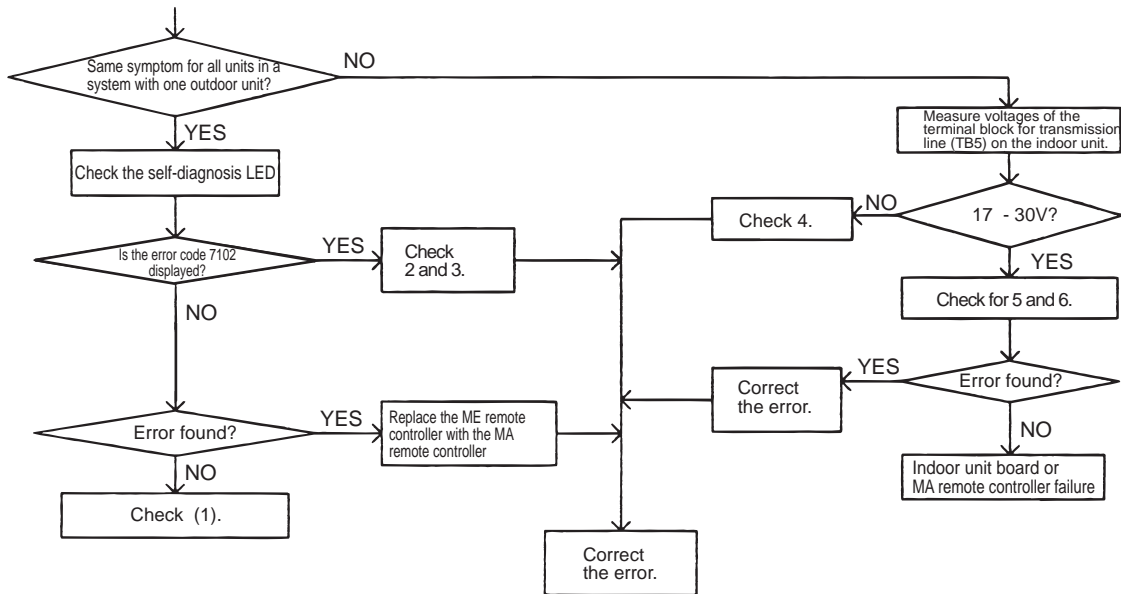 Same symptom for all units in a
system with one outdoor unit?
NO
YES
Check the self-diagnosis LED
Is the error code 7102
displayed?
YES
Check
2 and 3.
NO
Error found?
YES
Replace the ME remote
controller with the MA
remote controller
NO
Check (1).
Measure voltages of the
terminal block for transmission
line (TB5) on the indoor unit.
17 - 30V?
NO
Check 4.
YES
Check for 5 and 6.
Error found?
YES
Correct
the error.
NO
Indoor unit board or
MA remote controller failure
Correct
the error.